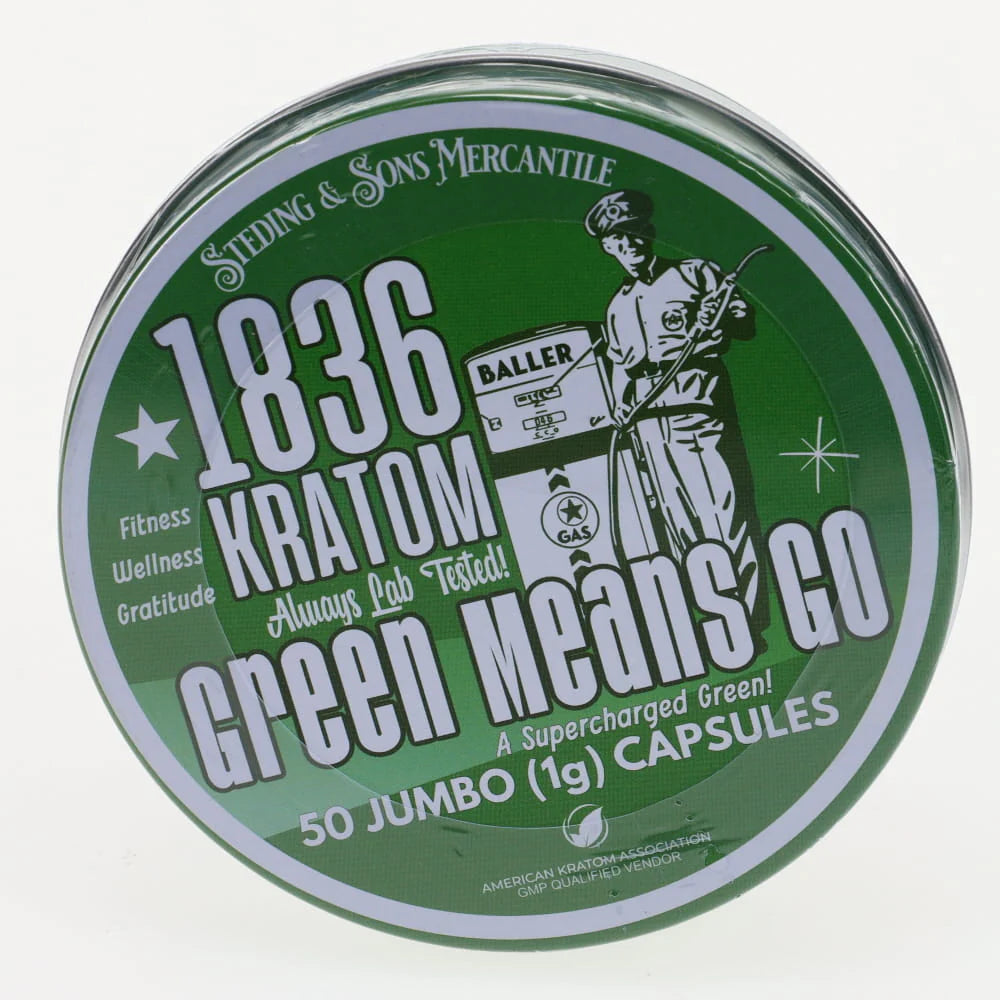 Steding & Sons Mercantile
1836
KRATOM
Always Lab Tested!
Fitness
Wellness
Gratitude
BALLER
GAS
Green Means Go
A Supercharged Green!
50 JUMBO (1g) CAPSULES
AMERICAN KRATOM ASSOCIATION
GMP QUALIFIED VENDOR